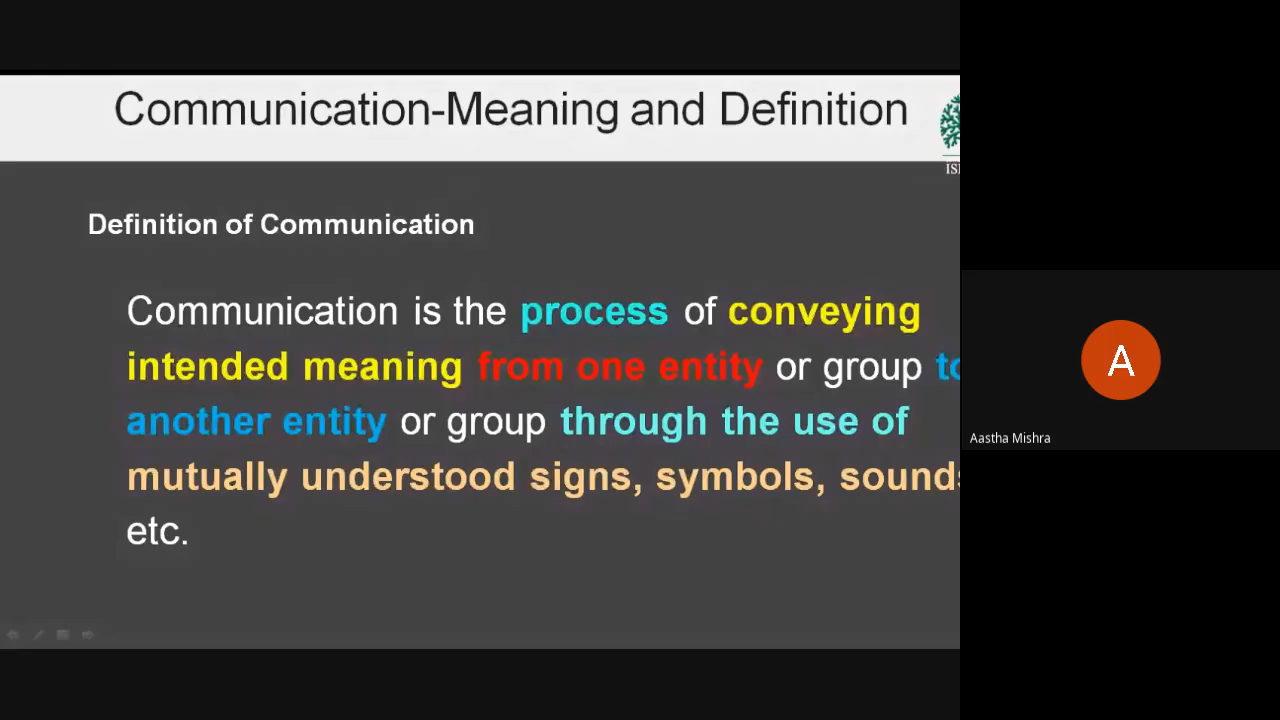 Communication-Meaning and Definition
Definition of Communication
Communication is the process of conveying
intended meaning from one entity or group to
another entity or group through the use of
mutually understood signs, symbols, sounds
etc.
A
Aastha Mishra